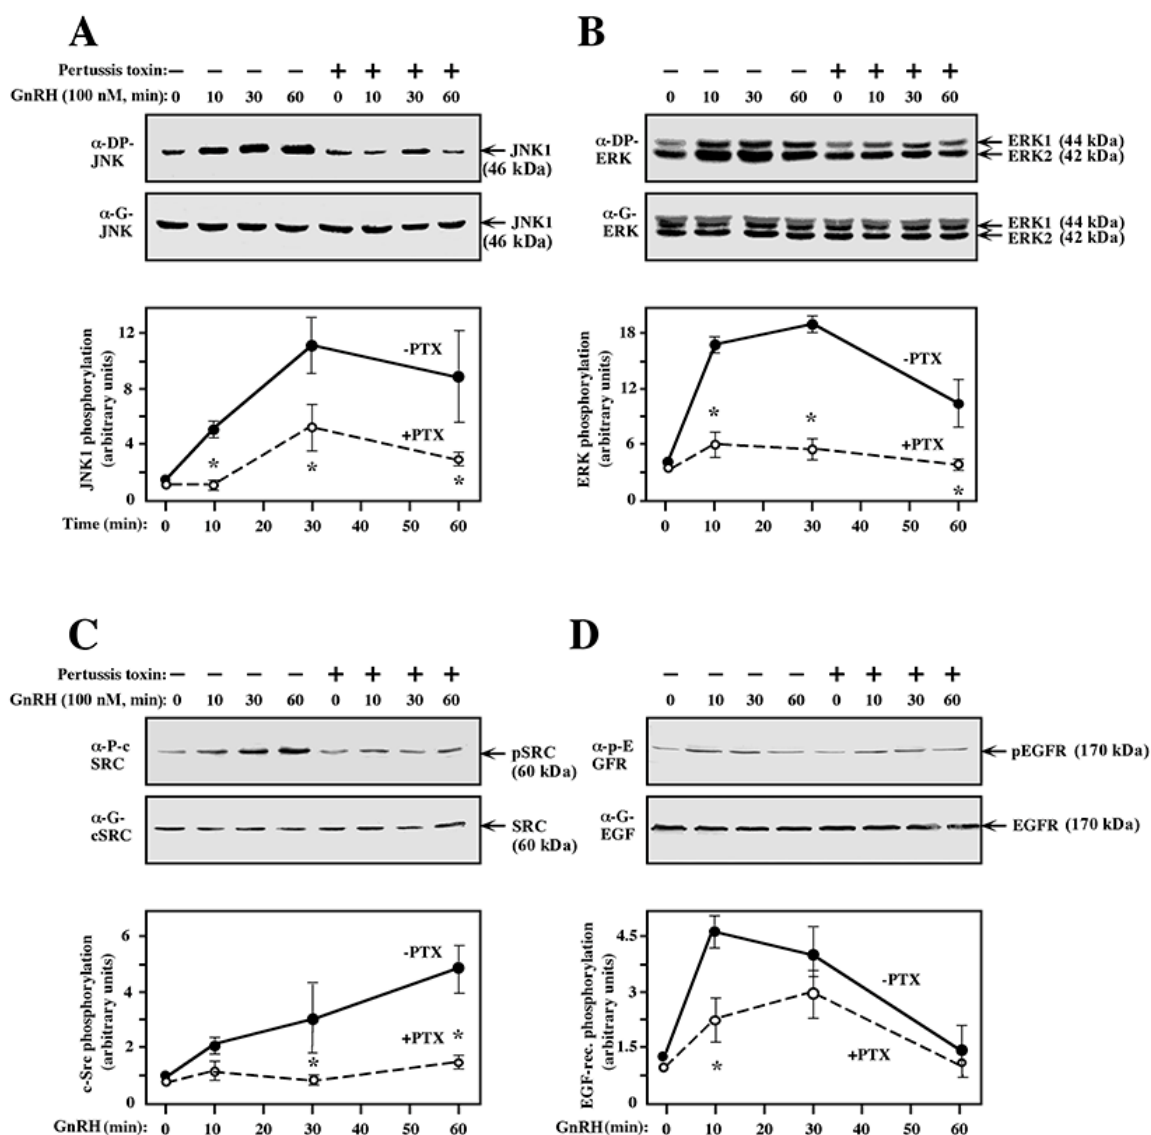 A
Pertussis toxin: − − − − + + + +
GnRH (100 nM, min): 0 10 30 60 0 10 30 60
α-DP-
JNK
JNK1
(46 kDa)
α-G-
JNK
JNK1
(46 kDa)
JNK1 phosphorylation
(arbitrary units)
12
8
4
0
-PTX
+PTX
*
*
*
Time (min): 0 10 20 30 40 50 60
B
− − − − + + + +
0 10 30 60 0 10 30 60
α-DP-
ERK
ERK1 (44 kDa)
ERK2 (42 kDa)
α-G-
ERK
ERK1 (44 kDa)
ERK2 (42 kDa)
ERK phosphorylation
(arbitrary units)
18
12
6
0
-PTX
+PTX
*
*
*
0 10 20 30 40 50 60
C
Pertussis toxin: − − − − + + + +
GnRH (100 nM, min): 0 10 30 60 0 10 30 60
α-P-c
SRC
pSRC
(60 kDa)
α-G-
cSRC
SRC
(60 kDa)
c-Src phosphorylation
(arbitrary units)
6
4
2
0
-PTX
+PTX
*
*
GnRH (min): 0 10 20 30 40 50 60
D
− − − − + + + +
0 10 30 60 0 10 30 60
α-p-E
GFR
pEGFR (170 kDa)
α-G-
EGF
EGFR (170 kDa)
EGF-rec. phosphorylation
(arbitrary units)
4.5
3
1.5
0
-PTX
+PTX
*
GnRH (min): 0 10 20 30 40 50 60